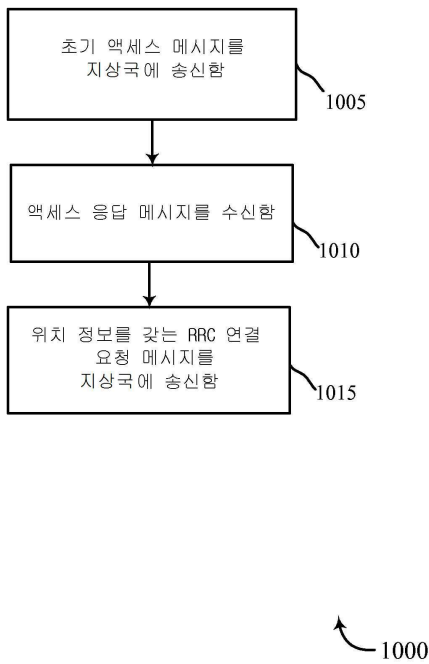 초기 액세스 메시지를
지상국에 송신함
1005
액세스 응답 메시지를 수신함
1010
위치 정보를 갖는 RRC 연결
요청 메시지를
지상국에 송신함
1015
1000